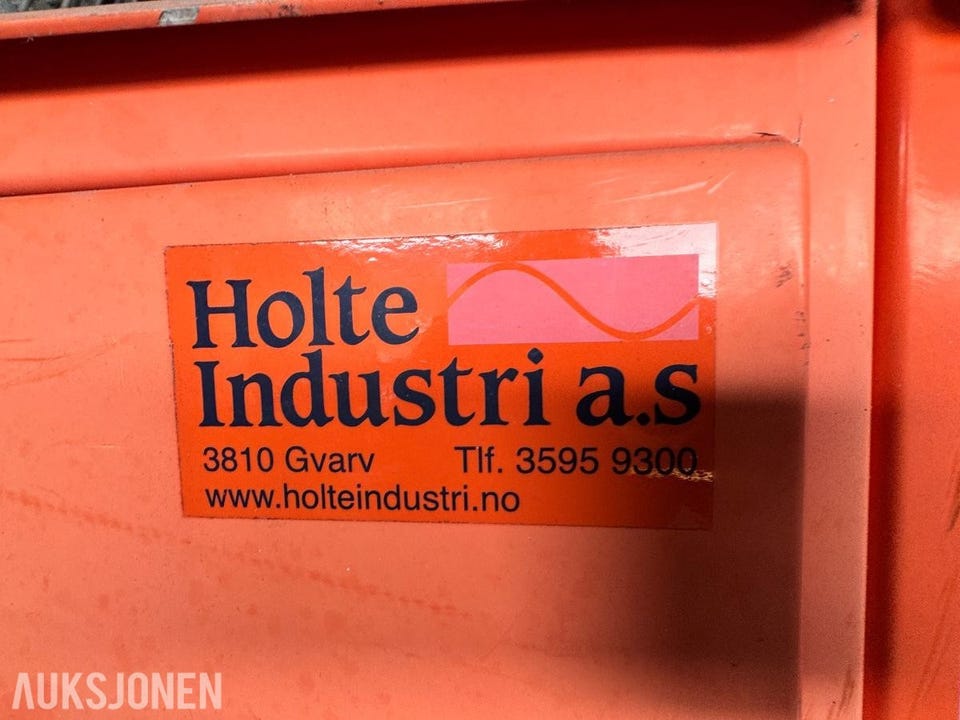 Holte
Industri a.s
3810 Gvarv Tlf. 3595 9300
www.holteindustri.no
AUKSJONEN